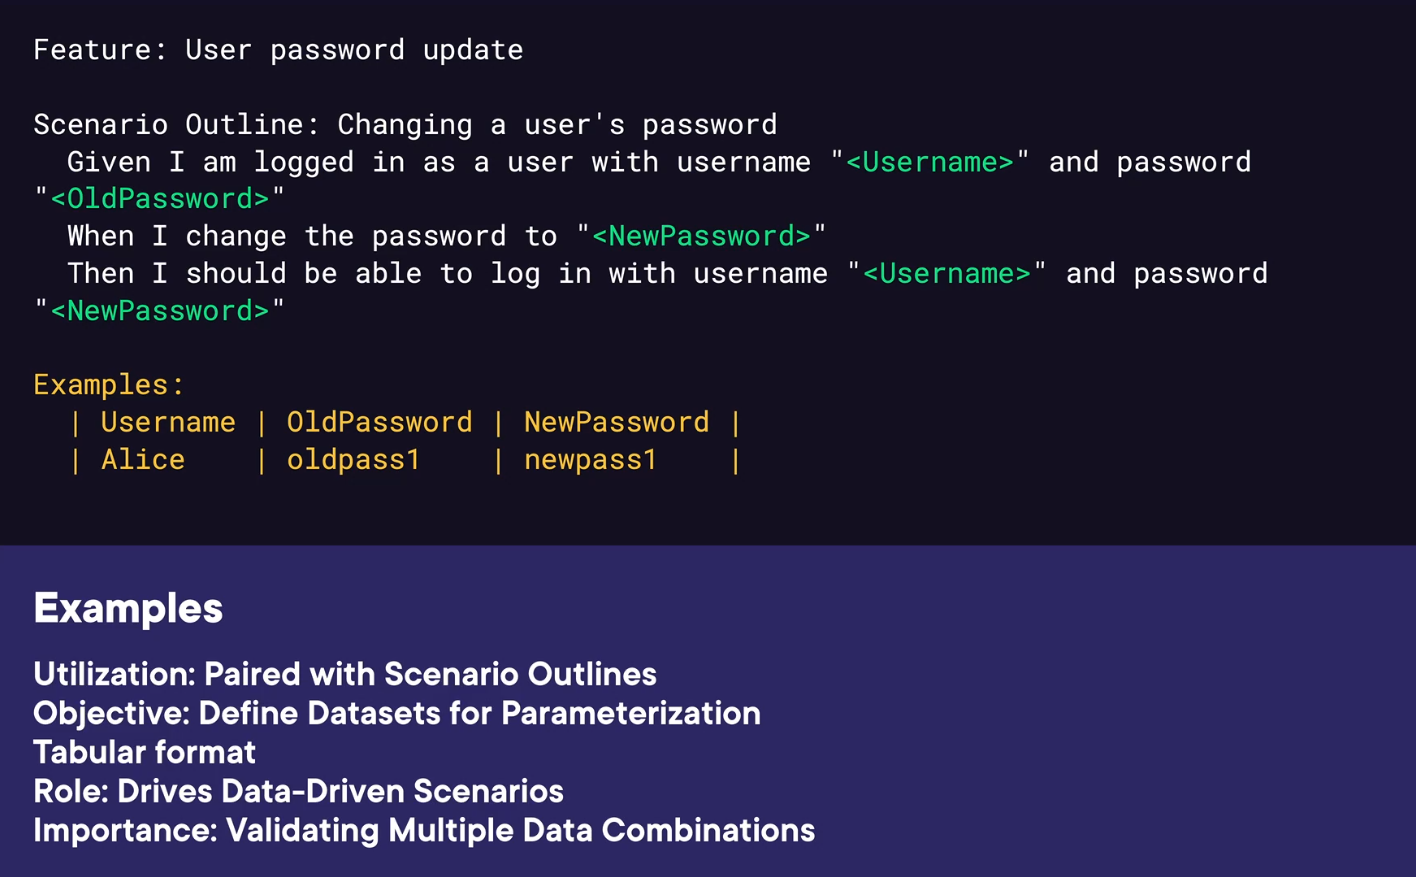 Feature: User password update
Scenario Outline: Changing a user's password
Given I am logged in as a user with username "<Username>" and password
"<OldPassword>"
When I change the password to "<NewPassword>"
Then I should be able to log in with username "<Username>" and password
"<NewPassword>"
Examples:
| Username | OldPassword | NewPassword |
| Alice | oldpass1 | newpass1 |
Examples
Utilization: Paired with Scenario Outlines
Objective: Define Datasets for Parameterization
Tabular format
Role: Drives Data-Driven Scenarios
Importance: Validating Multiple Data Combinations